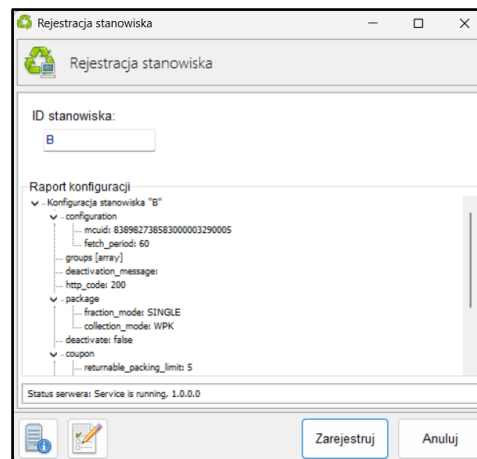 Rejestracja stanowiska
Rejestracja stanowiska
ID stanowiska:
B
Raport konfiguracji
Konfiguracja stanowiska "B"
configuration
mcuid: 838982738583000003290005
fetch_period: 60
groups [array]
deactivation_message:
http_code: 200
package
fraction_mode: SINGLE
collection_mode: WPK
deactivate: false
coupon
returnable_packing_limit: 5
Status serwera: Service is running, 1.0.0.0
Zarejestruj
Anuluj